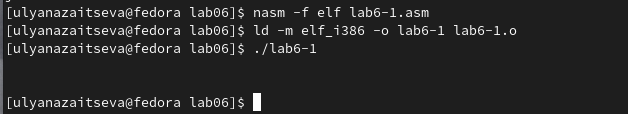 [ulyanazaitseva@fedora lab06]$ nasm -f elf lab6-1.asm
[ulyanazaitseva@fedora lab06]$ ld -m elf_i386 -o lab6-1 lab6-1.o
[ulyanazaitseva@fedora lab06]$ ./lab6-1
[ulyanazaitseva@fedora lab06]$